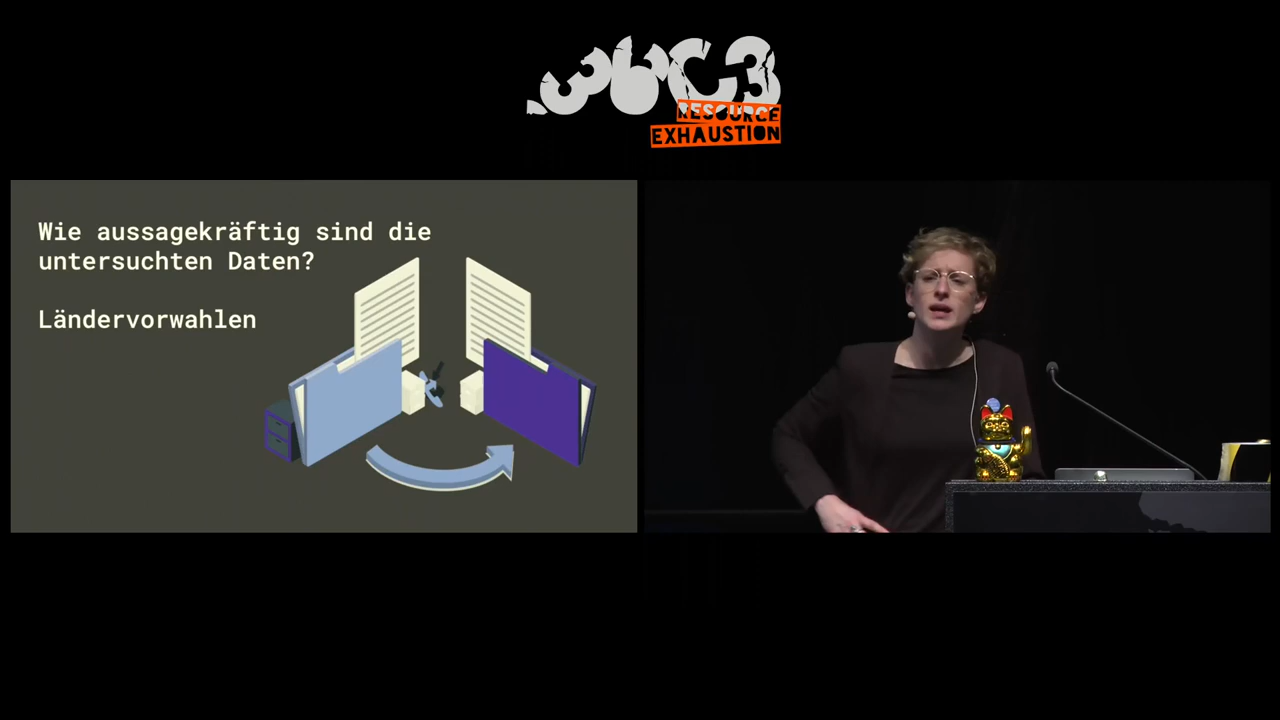 36C3
RESOURCE
EXHAUSTION
Wie aussagekräftig sind die
untersuchten Daten?
Ländervorwahlen